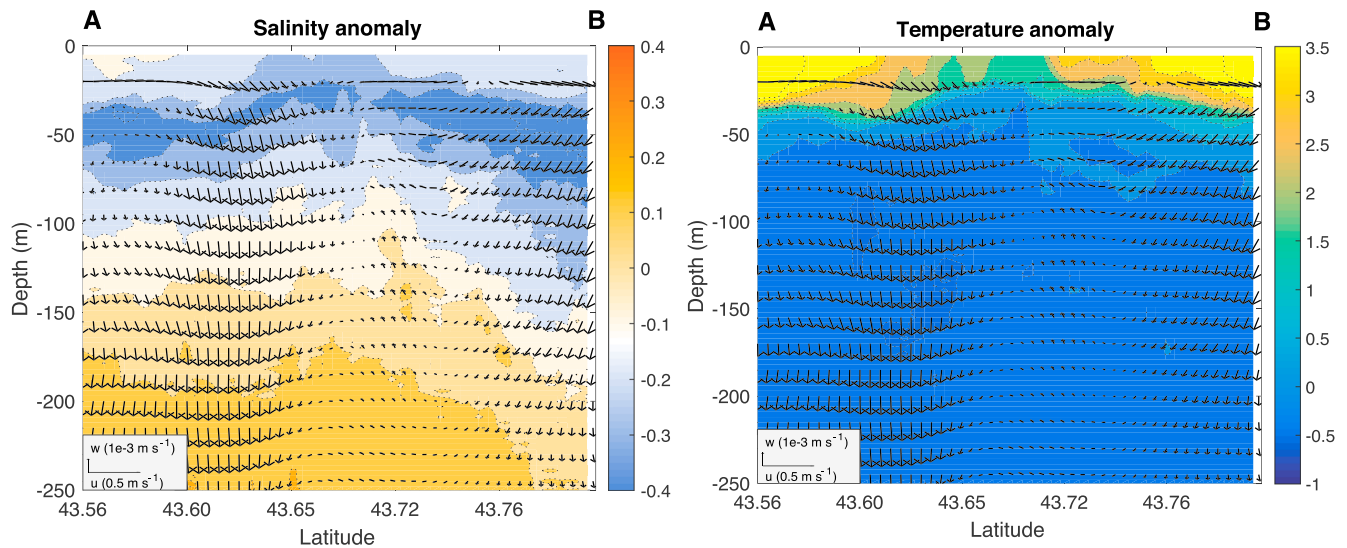 A
Salinity anomaly
B
0
-50
-100
-150
-200
-250
Depth (m)
43.56
43.60
43.65
43.72
43.76
Latitude
w (1e-3 m s-1)
u (0.5 m s-1)
0.4
0.3
0.2
0.1
0
-0.1
-0.2
-0.3
-0.4
A
Temperature anomaly
B
0
-50
-100
-150
-200
-250
Depth (m)
43.56
43.60
43.65
43.72
43.76
Latitude
w (1e-3 m s-1)
u (0.5 m s-1)
3.5
3
2.5
2
1.5
1
0.5
0
-0.5
-1